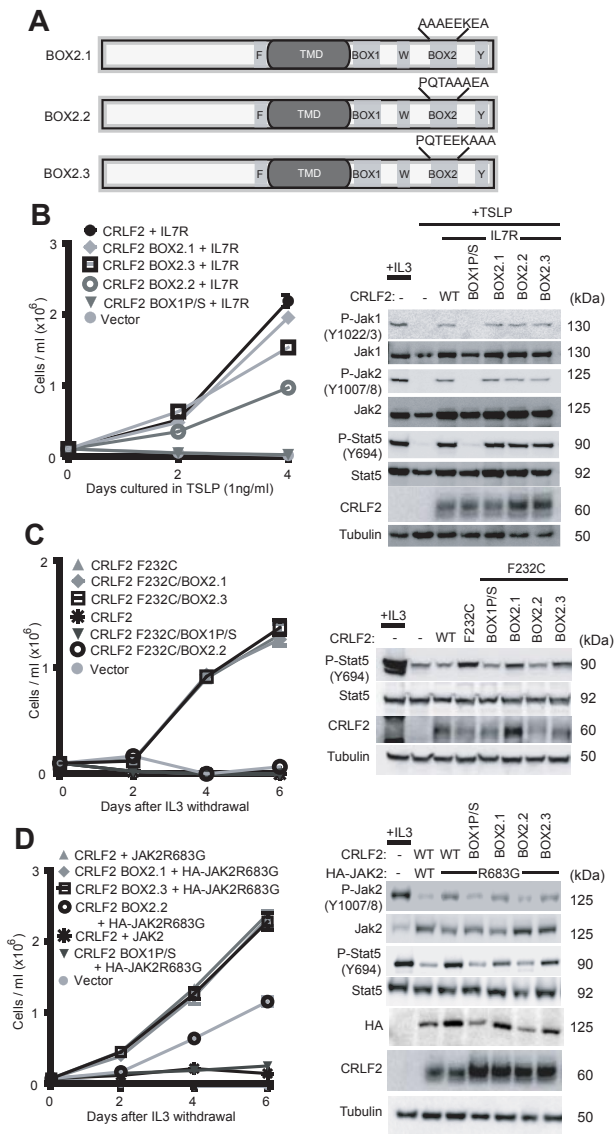 A
AAAEEKEA
BOX2.1
F
TMD
BOX1
W
BOX2
Y
PQTAAAEA
BOX2.2
F
TMD
BOX1
W
BOX2
Y
PQTEEKAAA
BOX2.3
F
TMD
BOX1
W
BOX2
Y
B
CRLF2 + IL7R
CRLF2 BOX2.1 + IL7R
CRLF2 BOX2.3 + IL7R
CRLF2 BOX2.2 + IL7R
CRLF2 BOX1P/S + IL7R
Vector
Cells / ml (x10⁶)
3
2
1
0
0 2 4
Days cultured in TSLP (1ng/ml)
+TSLP
IL7R
+IL3
CRLF2: - - WT BOX1P/S BOX2.1 BOX2.2 BOX2.3
(kDa)
P-Jak1
(Y1022/3)
130
Jak1 130
P-Jak2
(Y1007/8)
125
Jak2 125
P-Stat5
(Y694)
90
Stat5 92
CRLF2 60
Tubulin 50
C
CRLF2 F232C
CRLF2 F232C/BOX2.1
CRLF2 F232C/BOX2.3
CRLF2
CRLF2 F232C/BOX1P/S
CRLF2 F232C/BOX2.2
Vector
Cells / ml (x10⁶)
2
1
0
0 2 4 6
Days after IL3 withdrawal
F232C
+IL3
CRLF2: - - WT F232C BOX1P/S BOX2.1 BOX2.2 BOX2.3
(kDa)
P-Stat5
(Y694)
90
Stat5 92
CRLF2 60
Tubulin 50
D
CRLF2 + JAK2R683G
CRLF2 BOX2.1 + HA-JAK2R683G
CRLF2 BOX2.3 + HA-JAK2R683G
CRLF2 BOX2.2
+ HA-JAK2R683G
CRLF2 + JAK2
CRLF2 BOX1P/S
+ HA-JAK2R683G
Vector
Cells / ml (x10⁶)
3
2
1
0
0 2 4 6
Days after IL3 withdrawal
+IL3
CRLF2: - WT WT BOX1P/S BOX2.1 BOX2.2 BOX2.3
HA-JAK2: - WT R683G
(kDa)
P-Jak2
(Y1007/8)
125
Jak2 125
P-Stat5
(Y694)
90
Stat5 92
HA 125
CRLF2 60
Tubulin 50